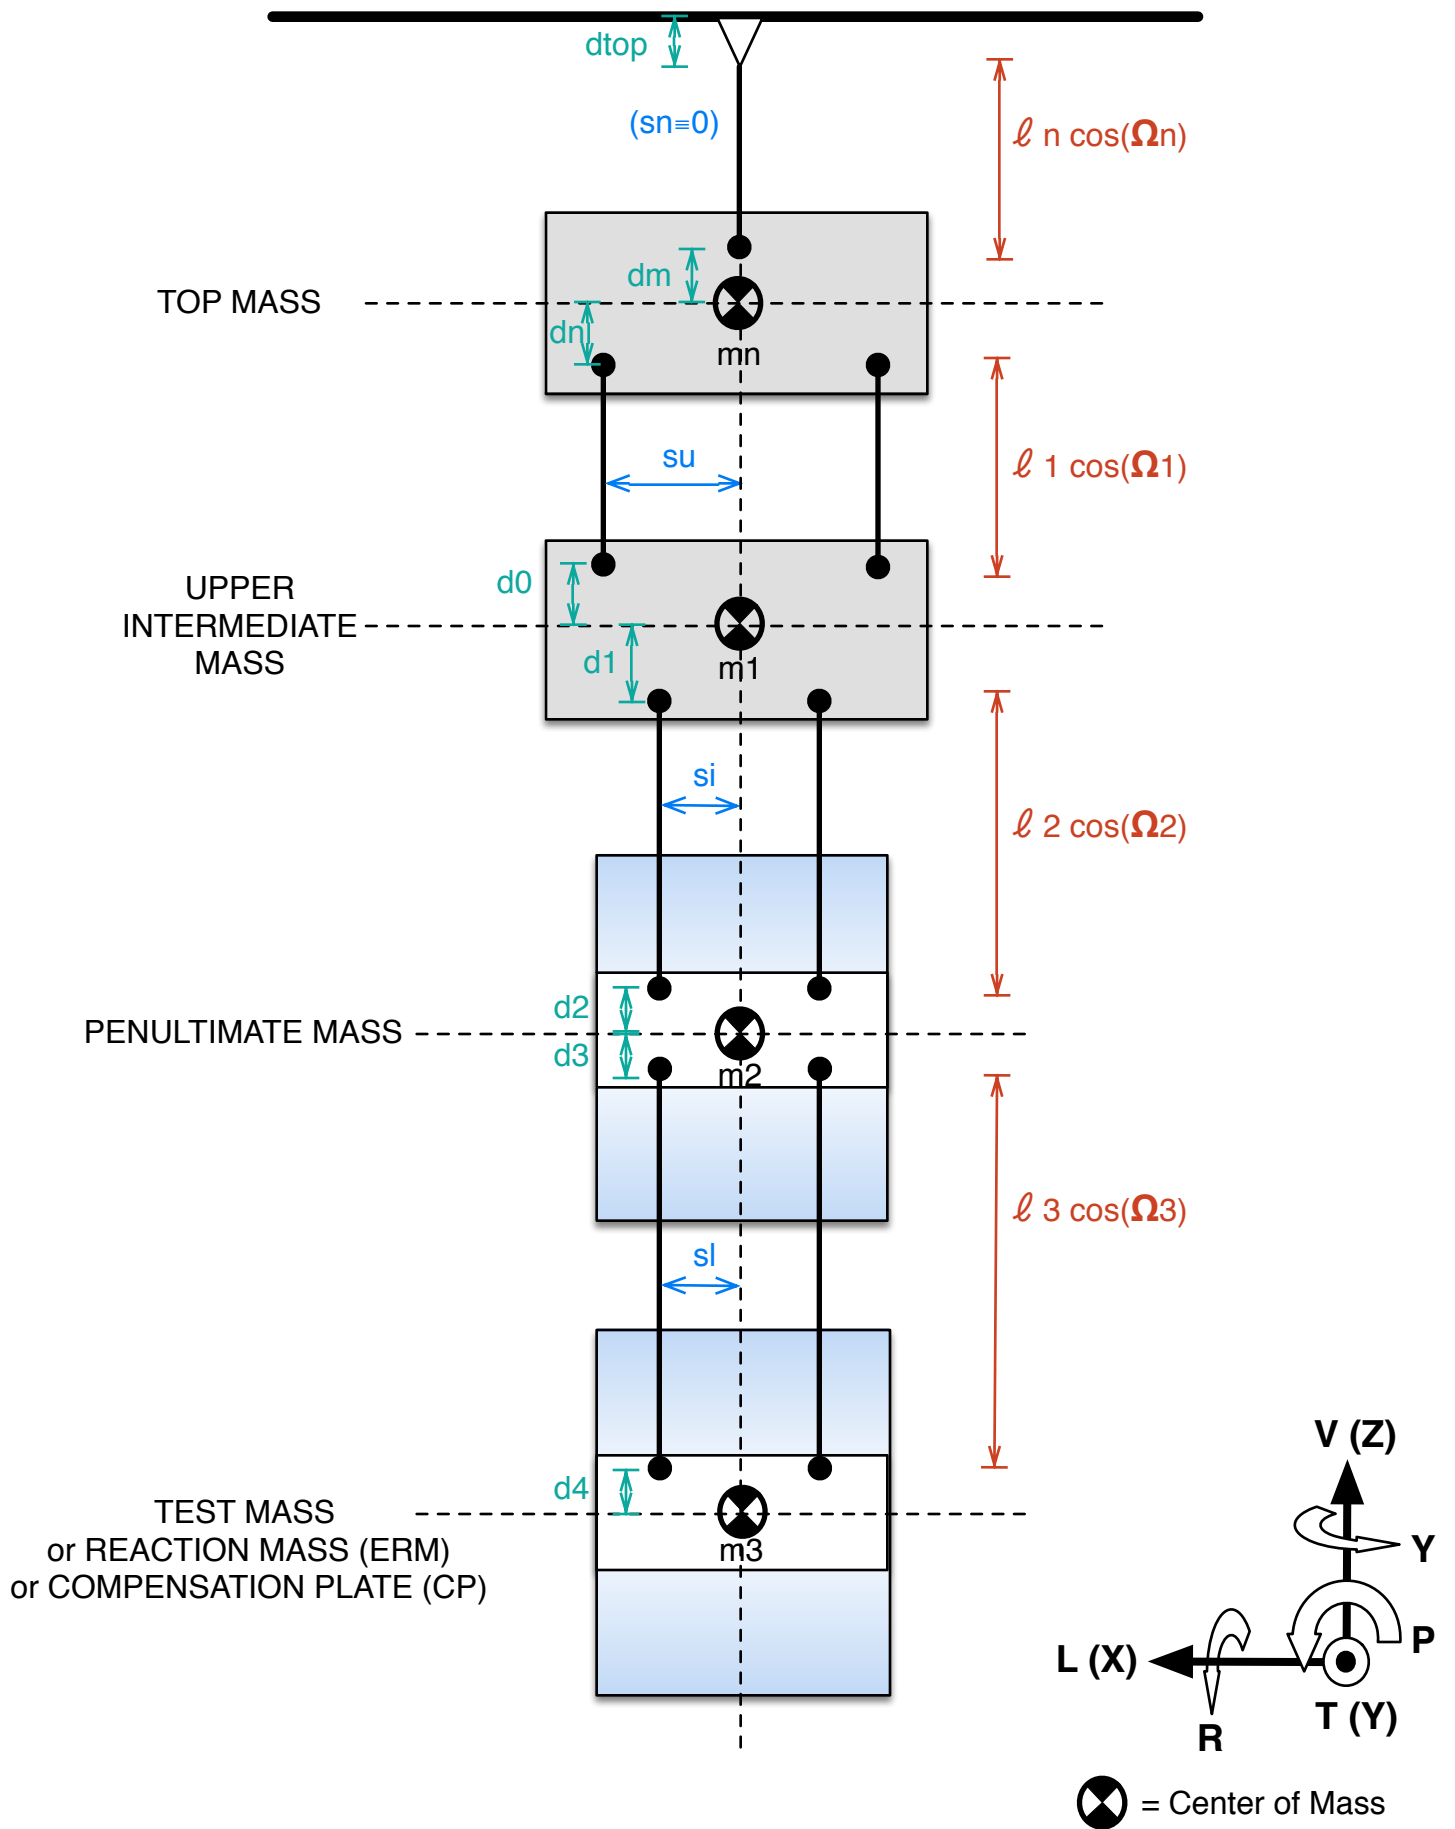 dtop
(sn≡0)
ℓ n cos(Ωn)
dm
TOP MASS
dn
mn
su
ℓ 1 cos(Ω1)
d0
UPPER
INTERMEDIATE
MASS
d1
m1
si
ℓ 2 cos(Ω2)
d2
PENULTIMATE MASS
d3
m2
ℓ 3 cos(Ω3)
sl
V (Z)
d4
TEST MASS
or REACTION MASS (ERM)
or COMPENSATION PLATE (CP)
m3
Y
P
L (X)
T (Y)
R
= Center of Mass